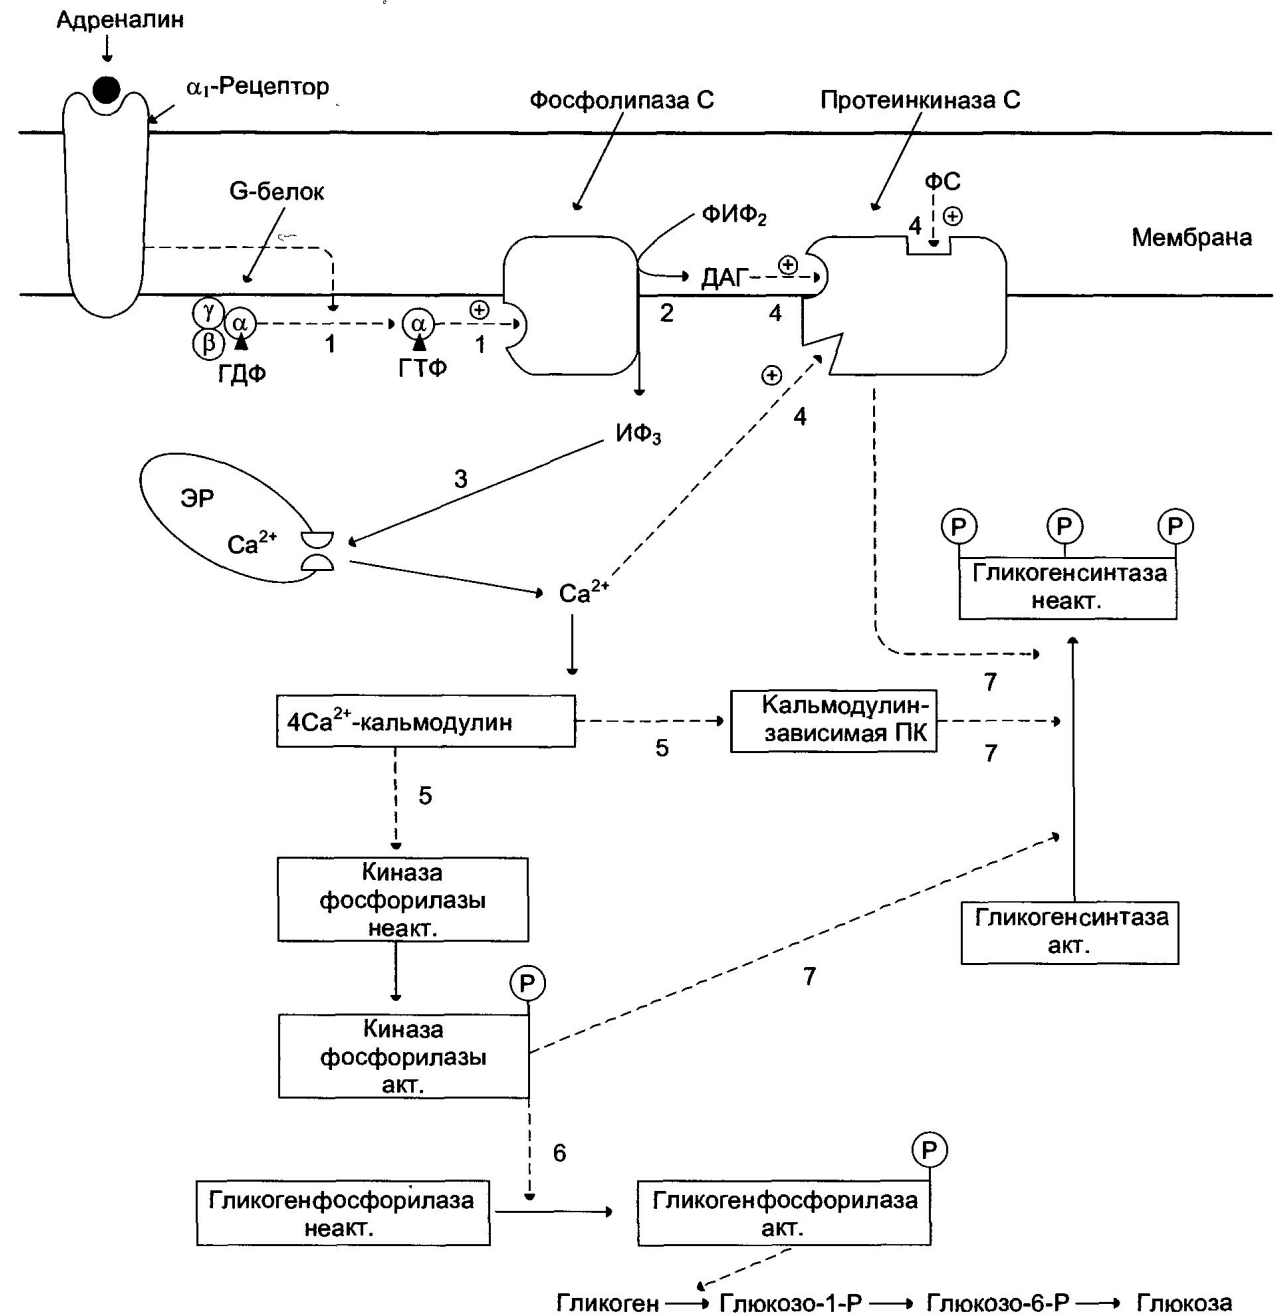 Адреналин
α₁-Рецептор
Фосфолипаза С
Протеинкиназа С
G-белок
ФИФ₂
ФС
4
+
Мембрана
ДАГ
+
2
4
γ
β
α
1
α
+
1
ГДФ
ГТФ
+
4
ИФ₃
3
ЭР
Ca²⁺
Ca²⁺
P
P
P
Гликогенсинтаза
неакт.
7
4Ca²⁺-кальмодулин
5
Кальмодулин-
зависимая ПК
7
5
Киназа
фосфорилазы
неакт.
Гликогенсинтаза
акт.
7
P
Киназа
фосфорилазы
акт.
6
P
Гликогенфосфорилаза
неакт.
Гликогенфосфорилаза
акт.
Гликоген
Глюкозо-1-Р
Глюкозо-6-Р
Глюкоза